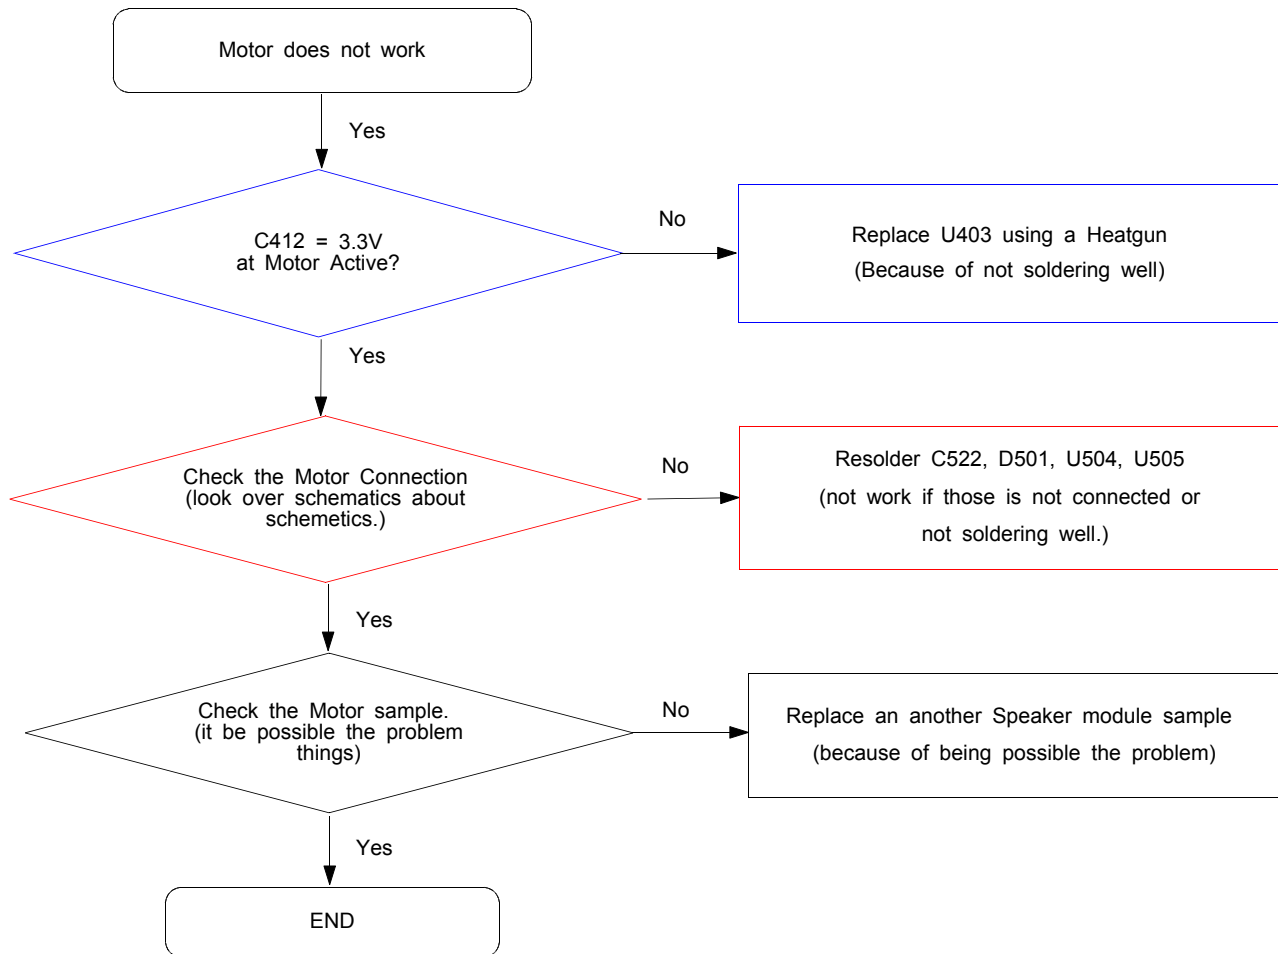 Motor does not work
Yes
C412 = 3.3V
at Motor Active?
No
Replace U403 using a Heatgun
(Because of not soldering well)
Yes
Check the Motor Connection
(look over schematics about
schemetics.)
No
Resolder C522, D501, U504, U505
(not work if those is not connected or
not soldering well.)
Yes
Check the Motor sample.
(it be possible the problem
things)
No
Replace an another Speaker module sample
(because of being possible the problem)
Yes
END